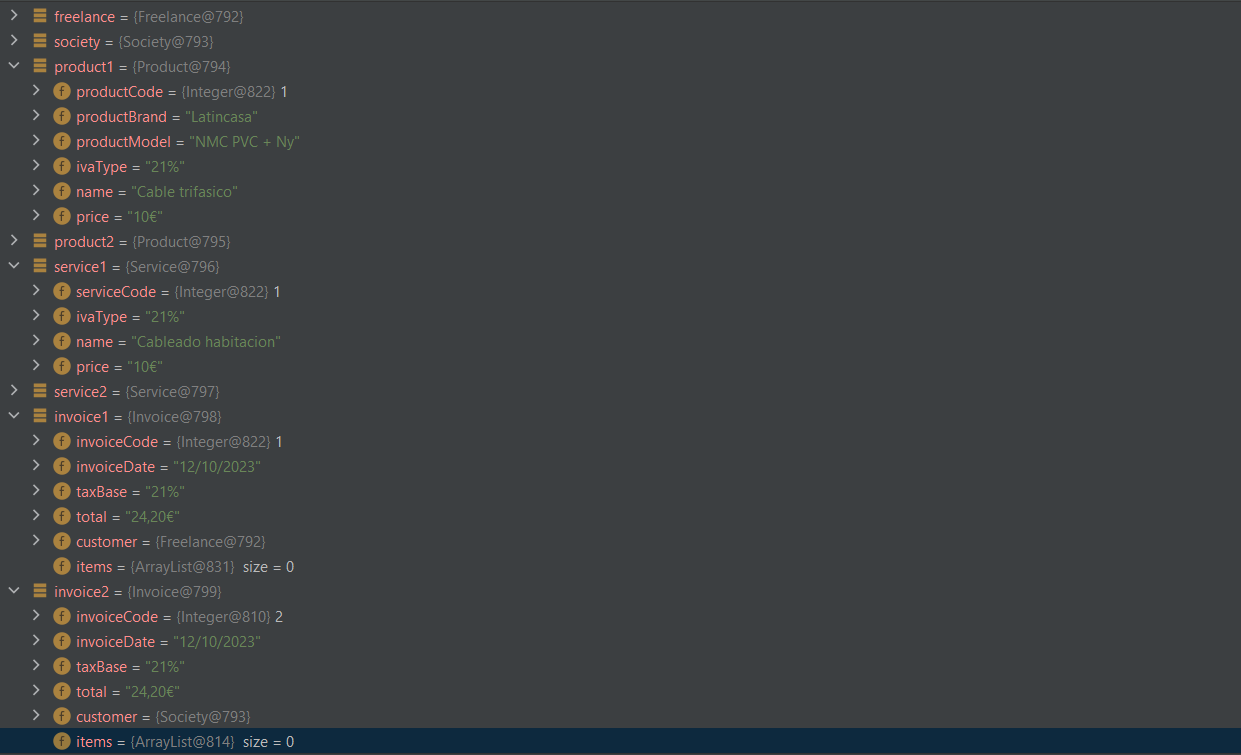 freelance = {Freelance@792}
society = {Society@793}
product1 = {Product@794}
f productCode = {Integer@822} 1
f productBrand = "Latincasa"
f productModel = "NMC PVC + Ny"
f ivaType = "21%"
f name = "Cable trifasico"
f price = "10€"
product2 = {Product@795}
service1 = {Service@796}
f serviceCode = {Integer@822} 1
f ivaType = "21%"
f name = "Cableado habitacion"
f price = "10€"
service2 = {Service@797}
invoice1 = {Invoice@798}
f invoiceCode = {Integer@822} 1
f invoiceDate = "12/10/2023"
f taxBase = "21%"
f total = "24,20€"
f customer = {Freelance@792}
f items = {ArrayList@831} size = 0
invoice2 = {Invoice@799}
f invoiceCode = {Integer@810} 2
f invoiceDate = "12/10/2023"
f taxBase = "21%"
f total = "24,20€"
f customer = {Society@793}
f items = {ArrayList@814} size = 0